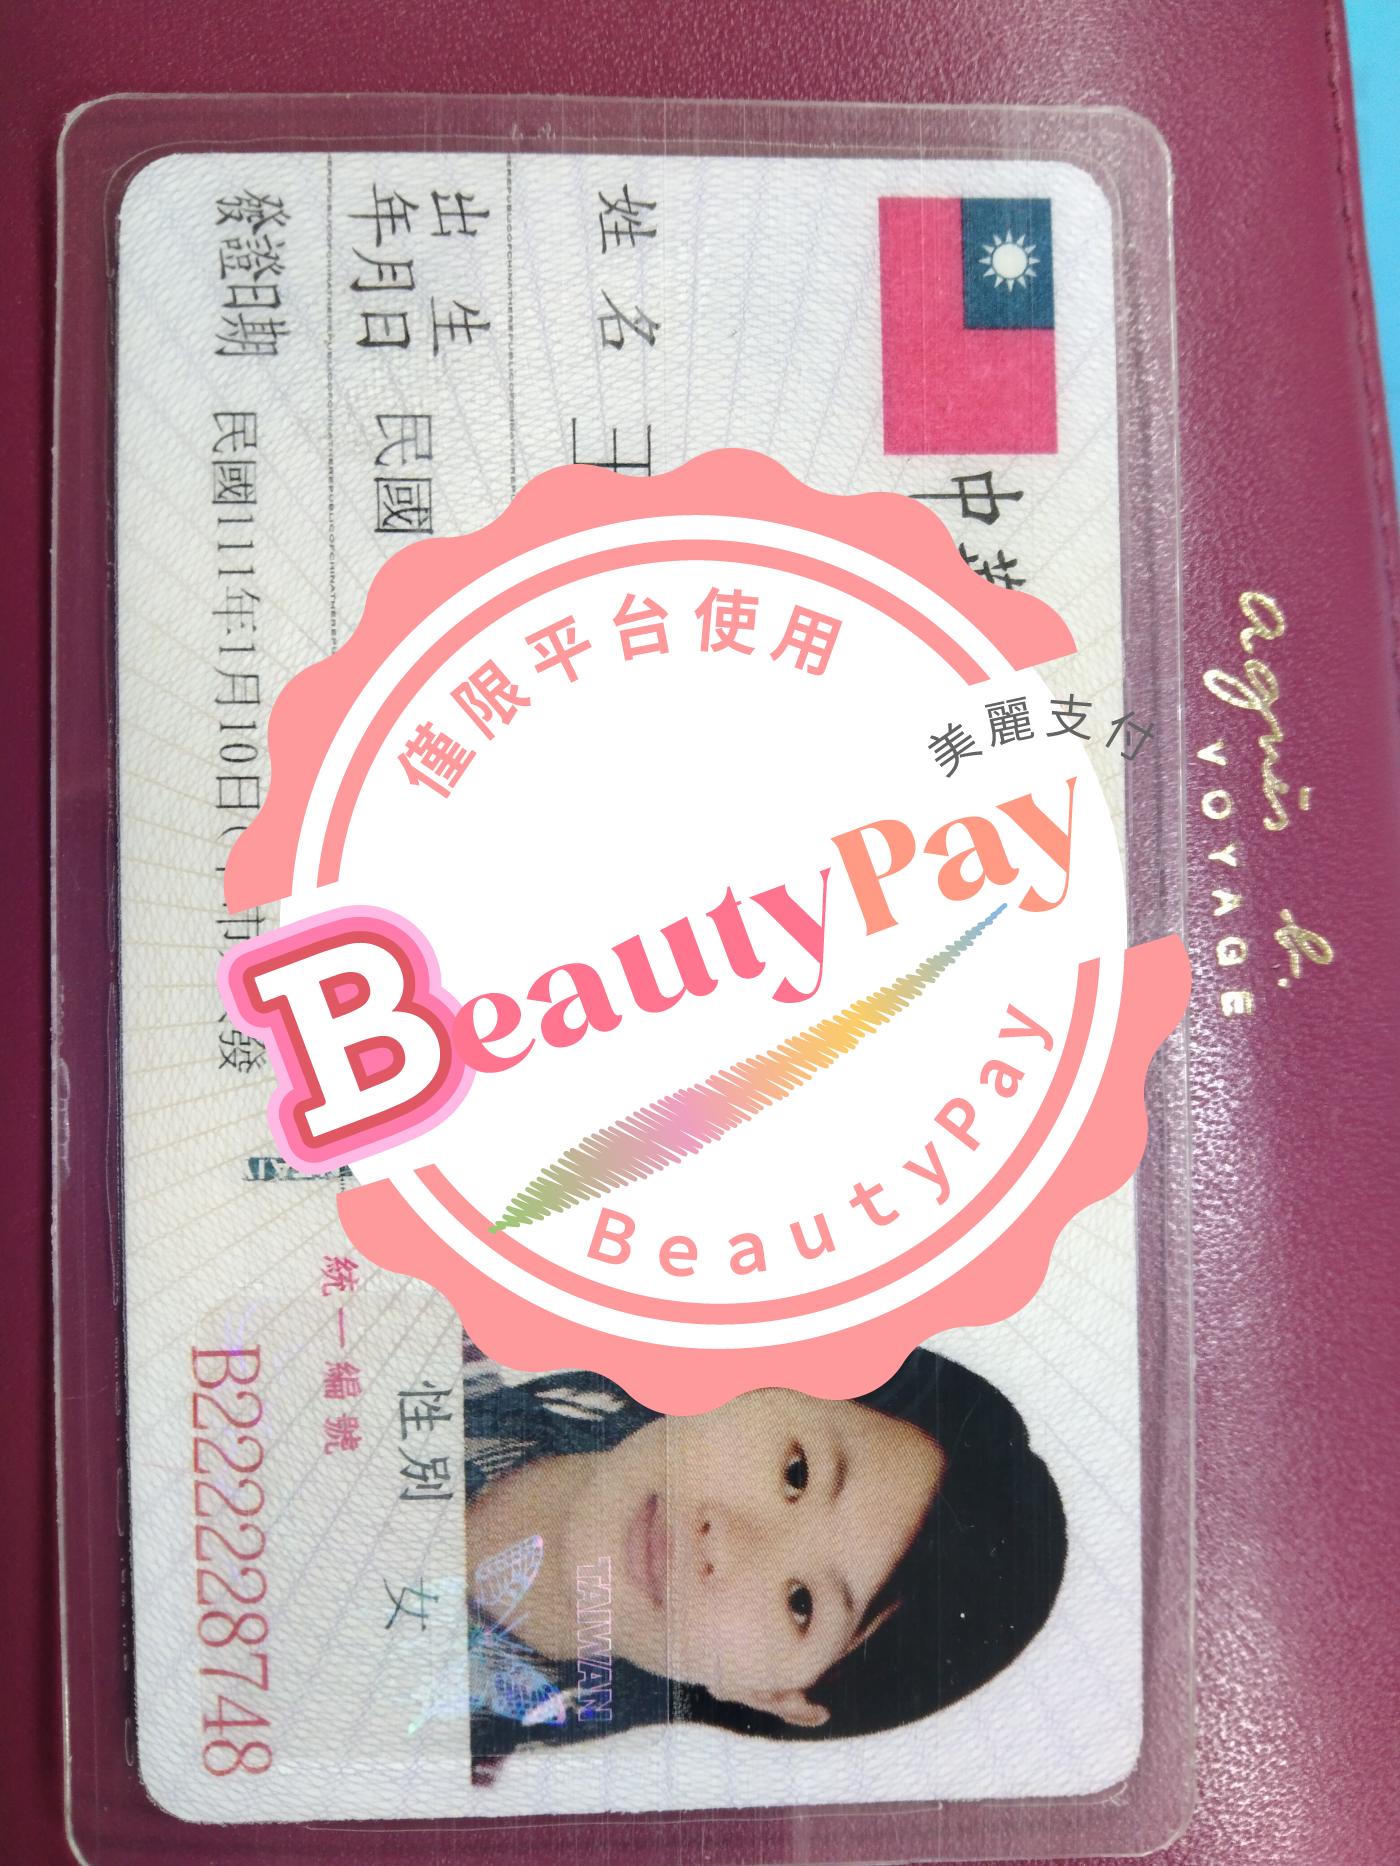 中華
姓名 王
出生年月日 民國
發證日期 民國111年1月10日(
市
發
性別 女
統一編號
B222228748
TAIWAN
僅限平台使用
美麗支付
BeautyPay
BeautyPay
agnès b.
VOYAGE